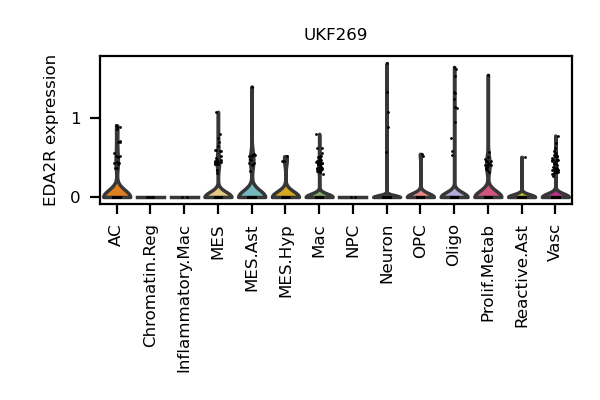 UKF269
EDA2R expression
1
0
AC
Chromatin.Reg
Inflammatory.Mac
MES
MES.Ast
MES.Hyp
Mac
NPC
Neuron
OPC
Oligo
Prolif.Metab
Reactive.Ast
Vasc